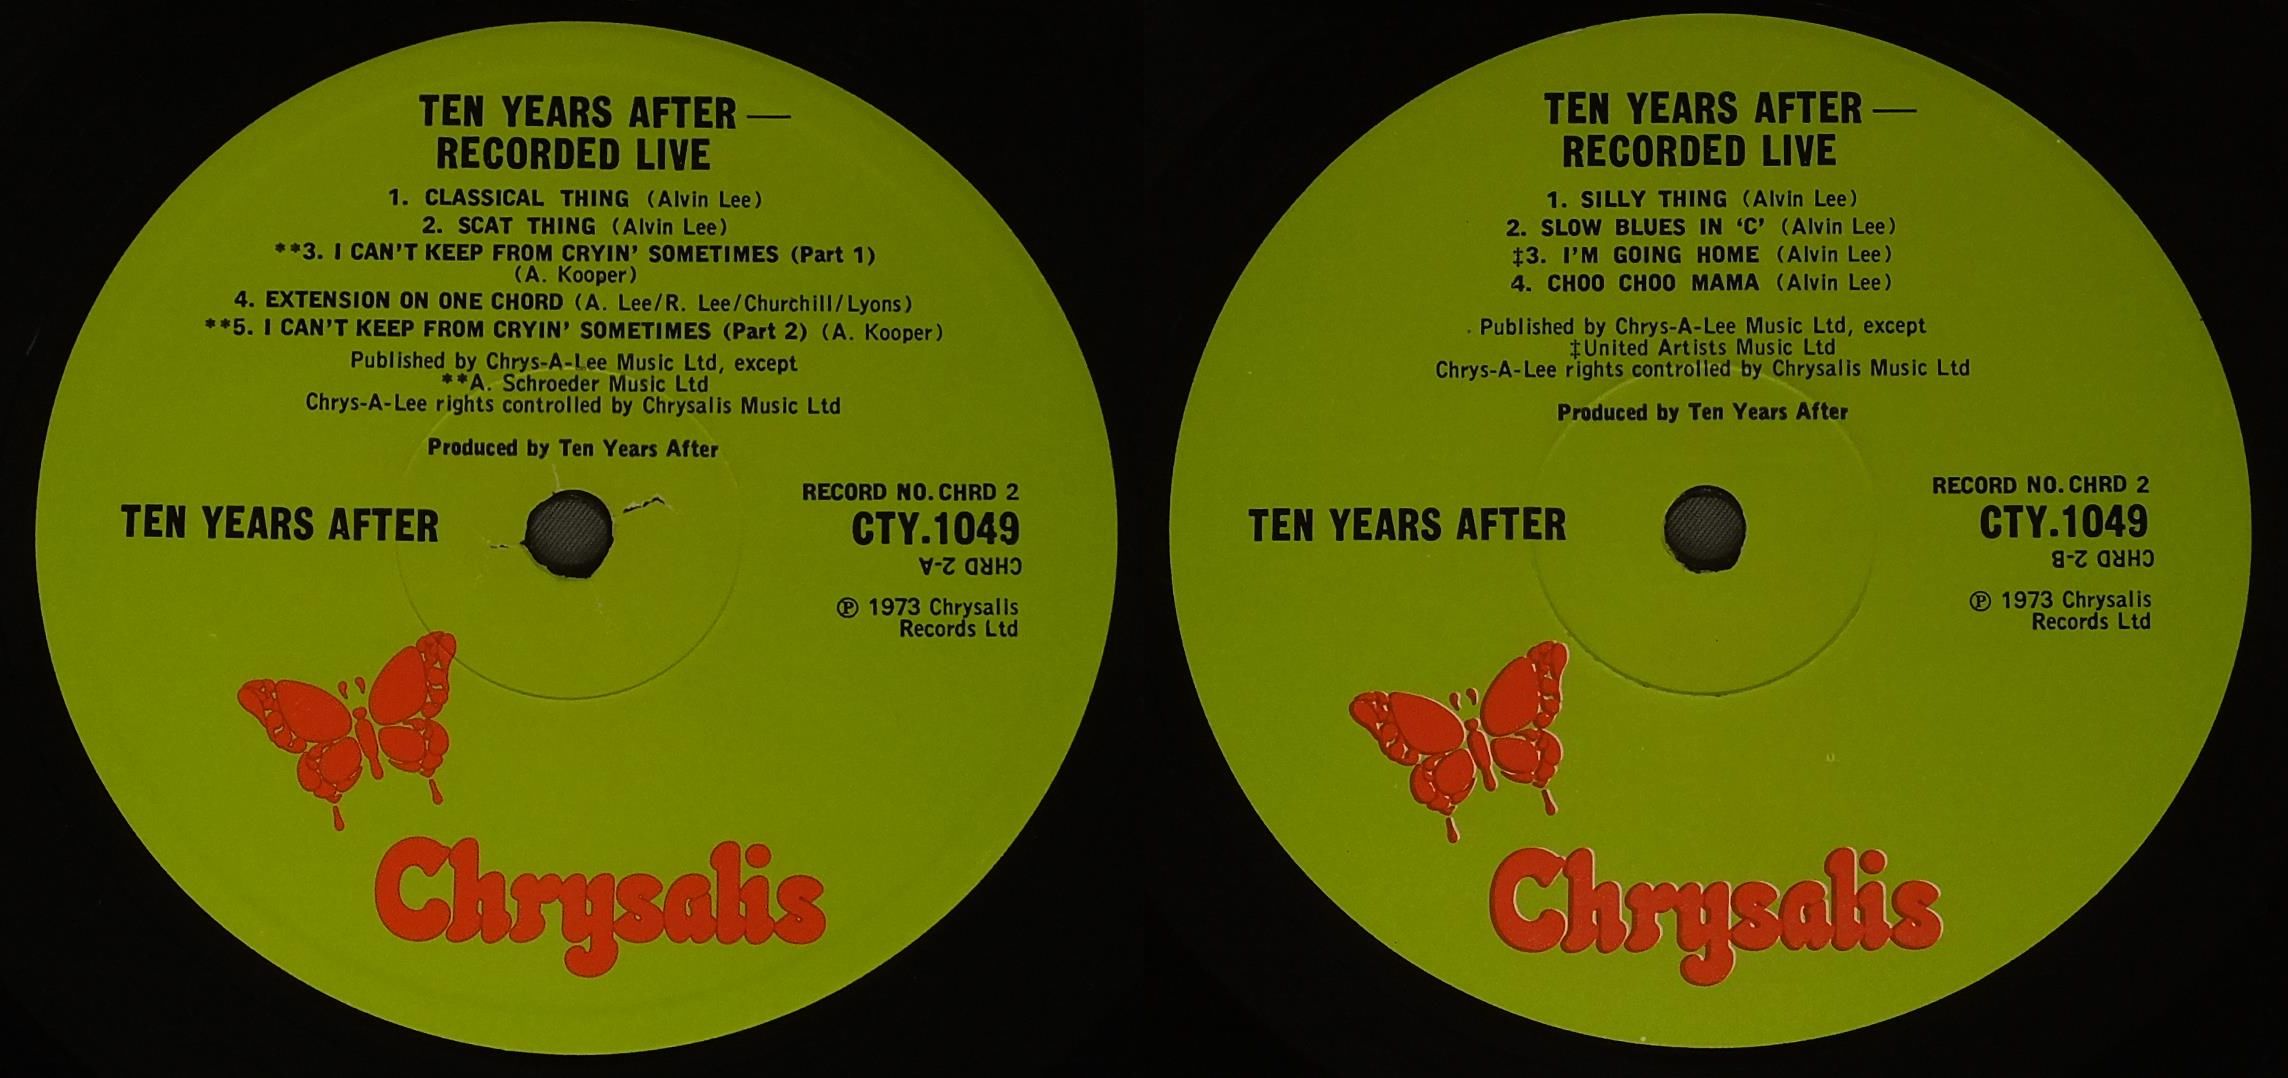 TEN YEARS AFTER—
RECORDED LIVE
1. CLASSICAL THING (Alvin Lee)
2. SCAT THING (Alvin Lee)
**3. I CAN'T KEEP FROM CRYIN' SOMETIMES (Part 1)
(A. Kooper)
4. EXTENSION ON ONE CHORD (A. Lee/R. Lee/Churchill/Lyons)
**5. I CAN'T KEEP FROM CRYIN' SOMETIMES (Part 2) (A. Kooper)
Published by Chrys-A-Lee Music Ltd, except
**A. Schroeder Music Ltd
Chrys-A-Lee rights controlled by Chrysalis Music Ltd
Produced by Ten Years After
TEN YEARS AFTER
RECORD NO. CHRD 2
CTY.1049
CHRD 2-A
℗ 1973 Chrysalis
Records Ltd
Chrysalis
TEN YEARS AFTER—
RECORDED LIVE
1. SILLY THING (Alvin Lee)
2. SLOW BLUES IN ‘C’ (Alvin Lee)
‡3. I'M GOING HOME (Alvin Lee)
4. CHOO CHOO MAMA (Alvin Lee)
Published by Chrys-A-Lee Music Ltd, except
‡United Artists Music Ltd
Chrys-A-Lee rights controlled by Chrysalis Music Ltd
Produced by Ten Years After
TEN YEARS AFTER
RECORD NO. CHRD 2
CTY.1049
CHRD 2-B
℗ 1973 Chrysalis
Records Ltd
Chrysalis